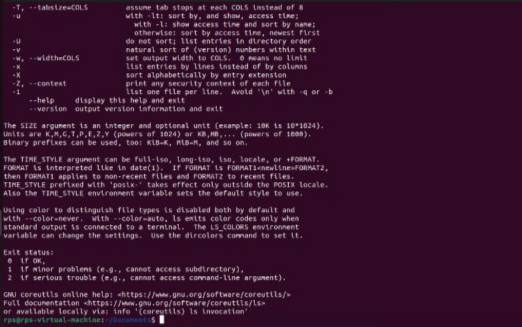 -T, --tabsize=COLS assume tab stops at each COLS instead of 8
-u with -lt: sort by, and show, access time;
with -l: show access time and sort by name;
otherwise: sort by access time, newest first
-U do not sort; list entries in directory order
-v natural sort of (version) numbers within text
-w, --width=COLS set output width to COLS. 0 means no limit
-x list entries by lines instead of by columns
-X sort alphabetically by entry extension
-Z, --context print any security context of each file
-1 list one file per line. Avoid '\n' with -q or -b
--help display this help and exit
--version output version information and exit

The SIZE argument is an integer and optional unit (example: 10K is 10*1024).
Units are K,M,G,T,P,E,Z,Y (powers of 1024) or KB,MB,... (powers of 1000).
Binary prefixes can be used, too: KiB=K, MiB=M, and so on.

The TIME_STYLE argument can be full-iso, long-iso, iso, locale, or +FORMAT.
FORMAT is interpreted like in date(1). If FORMAT is FORMAT1<newline>FORMAT2,
then FORMAT1 applies to non-recent files and FORMAT2 to recent files.
TIME_STYLE prefixed with 'posix-' takes effect only outside the POSIX locale.
Also the TIME_STYLE environment variable sets the default style to use.

Using color to distinguish file types is disabled both by default and
with --color=never. With --color=auto, ls emits color codes only when
standard output is connected to a terminal. The LS_COLORS environment
variable can change the settings. Use the dircolors command to set it.

Exit status:
0 if OK,
1 if minor problems (e.g., cannot access subdirectory),
2 if serious trouble (e.g., cannot access command-line argument).

GNU coreutils online help: <https://www.gnu.org/software/coreutils/>
Full documentation <https://www.gnu.org/software/coreutils/ls>
or available locally via: info '(coreutils) ls invocation'
rps@rps-virtual-machine:~/Documents$